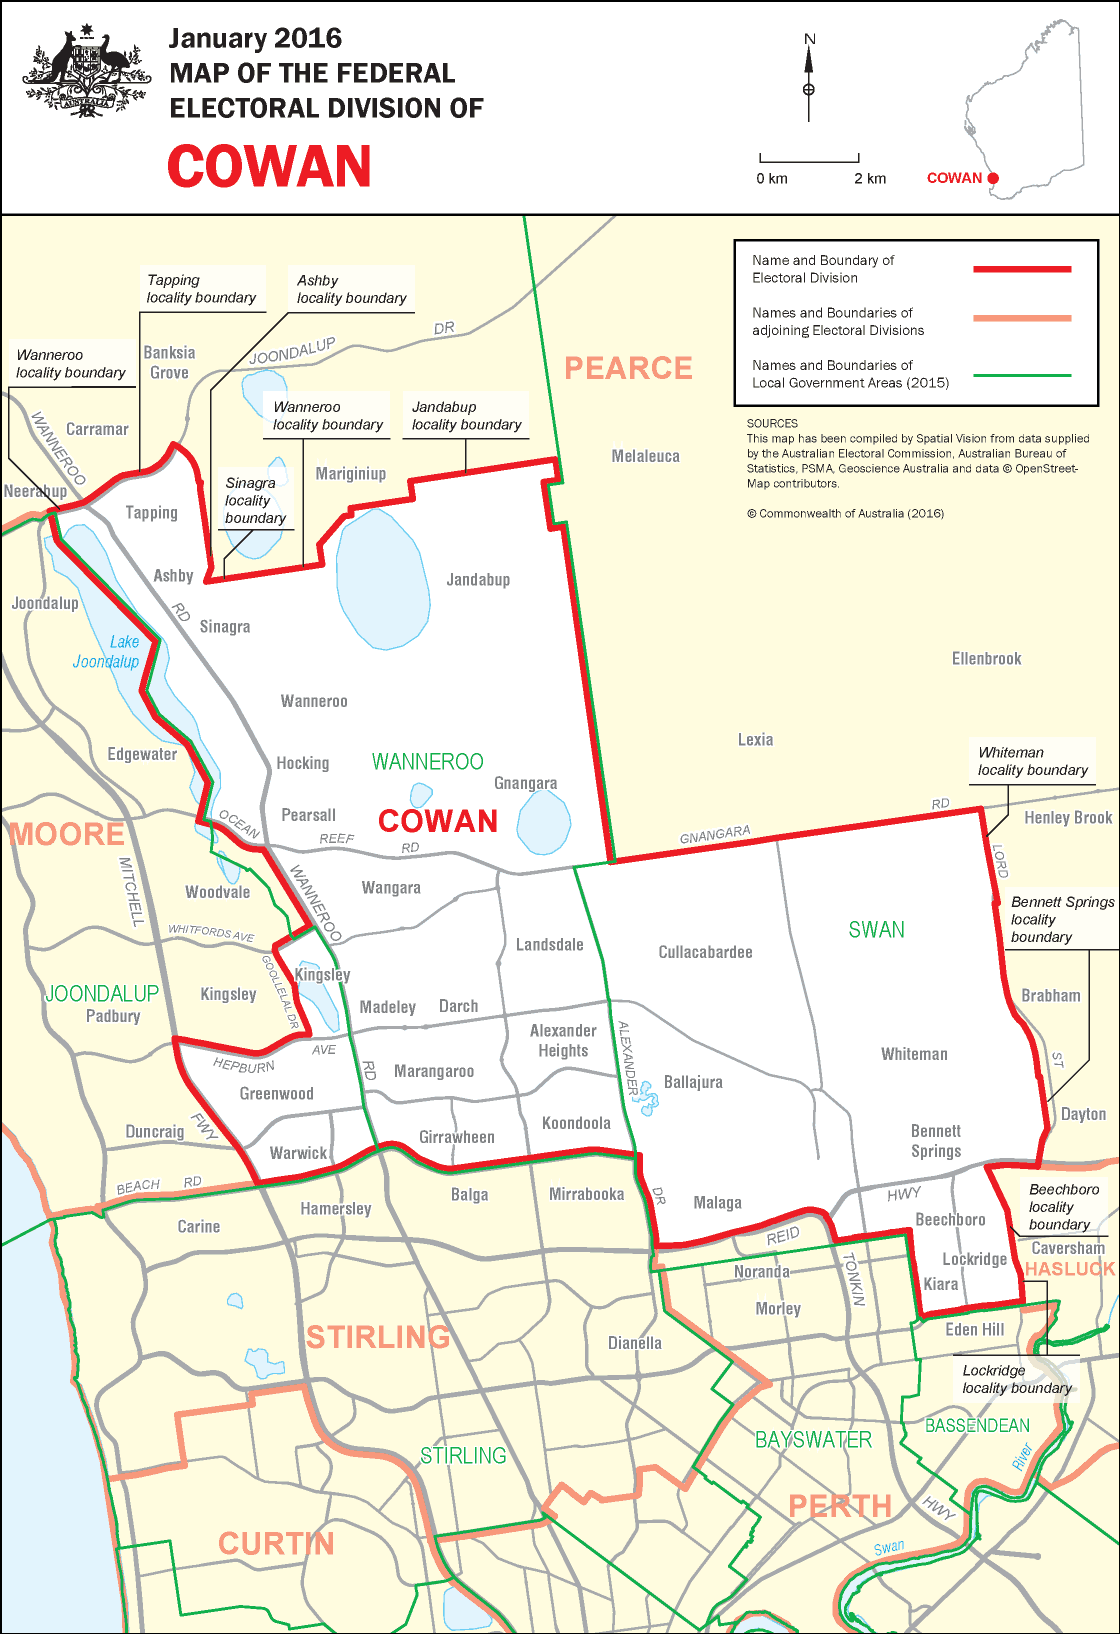 January 2016
MAP OF THE FEDERAL
ELECTORAL DIVISION OF
COWAN
AUSTRALIA
N
0 km
2 km
COWAN
Name and Boundary of
Electoral Division
Names and Boundaries of
adjoining Electoral Divisions
Names and Boundaries of
Local Government Areas (2015)
SOURCES
This map has been compiled by Spatial Vision from data supplied
by the Australian Electoral Commission, Australian Bureau of
Statistics, PSMA, Geoscience Australia and data © OpenStreet-
Map contributors.
© Commonwealth of Australia (2016)
Tapping
locality boundary
Ashby
locality boundary
Wanneroo
locality boundary
Banksia
Grove
JOONDALUP
DR
PEARCE
Wanneroo
locality boundary
Jandabup
locality boundary
WANNEROO
Carramar
Mariginiup
Melaleuca
Neerabup
Sinagra
locality
boundary
Tapping
Ashby
Jandabup
Joondalup
RD
Sinagra
Lake
Joondalup
Ellenbrook
Wanneroo
Lexia
Edgewater
Hocking
WANNEROO
Gnangara
Whiteman
locality boundary
MOORE
Pearsall
COWAN
OCEAN
REEF
RD
GNANGARA
RD
Henley Brook
LORD
MITCHELL
Woodvale
WANNEROO
Wangara
Bennett Springs
locality
boundary
WHITFORDS AVE
Landsdale
SWAN
Cullacabardee
GOOLLELAL DR
Kingsley
JOONDALUP
Kingsley
Padbury
Madeley
Darch
Brabham
Alexander
Heights
ALEXANDER
HEPBURN
AVE
RD
Marangaroo
Whiteman
ST
Greenwood
Ballajura
Dayton
FWY
Duncraig
Warwick
Girrawheen
Koondoola
Bennett
Springs
BEACH
RD
Balga
Mirrabooka
DR
Malaga
HWY
Beechboro
locality
boundary
Carine
Hamersley
REID
Beechboro
Caversham
HASLUCK
Noranda
TONKIN
Lockridge
Kiara
Morley
Eden Hill
STIRLING
Dianella
Lockridge
locality boundary
STIRLING
BAYSWATER
BASSENDEAN
River
CURTIN
PERTH
HWY
Swan